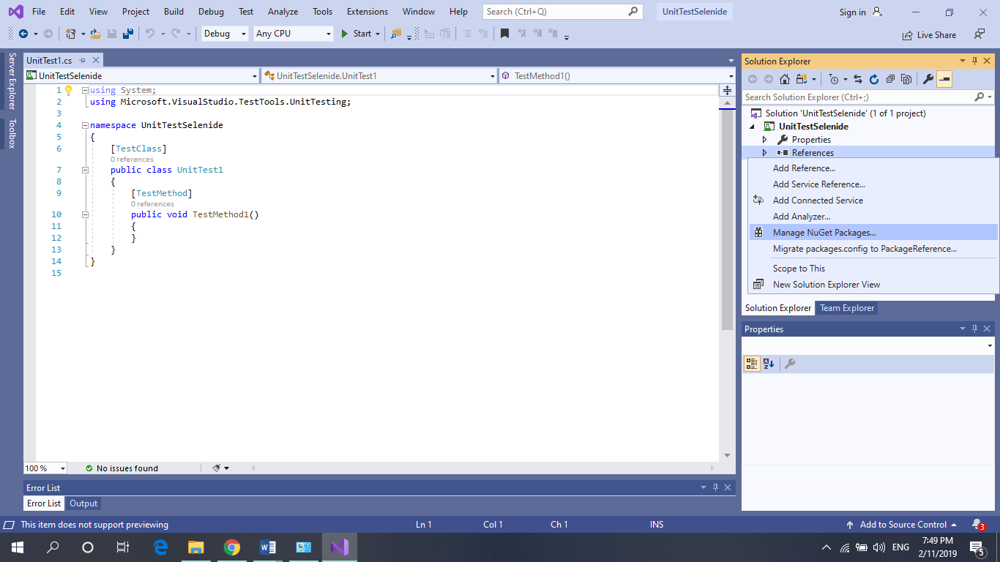 File Edit View Project Build Debug Test Analyze Tools Extensions Window Help Search (Ctrl+Q) UnitTestSelenide Sign in
Debug Any CPU Start Live Share
Server Explorer
Toolbox
UnitTest1.cs
UnitTestSelenide UnitTestSelenide.UnitTest1 TestMethod1()
1 using System;
2 using Microsoft.VisualStudio.TestTools.UnitTesting;
3
4 namespace UnitTestSelenide
5 {
6 [TestClass]
0 references
7 public class UnitTest1
8 {
9 [TestMethod]
0 references
10 public void TestMethod1()
11 {
12 }
13 }
14 }
15
100 % No issues found
Error List
Error List Output
Solution Explorer
Search Solution Explorer (Ctrl+;)
Solution 'UnitTestSelenide' (1 of 1 project)
UnitTestSelenide
Properties
References
Add Reference...
Add Service Reference...
Add Connected Service
Add Analyzer...
Manage NuGet Packages...
Migrate packages.config to PackageReference...
Scope to This
New Solution Explorer View
Solution Explorer Team Explorer
Properties
This item does not support previewing Ln 1 Col 1 Ch 1 INS Add to Source Control 3
ENG 7:49 PM
2/11/2019 5